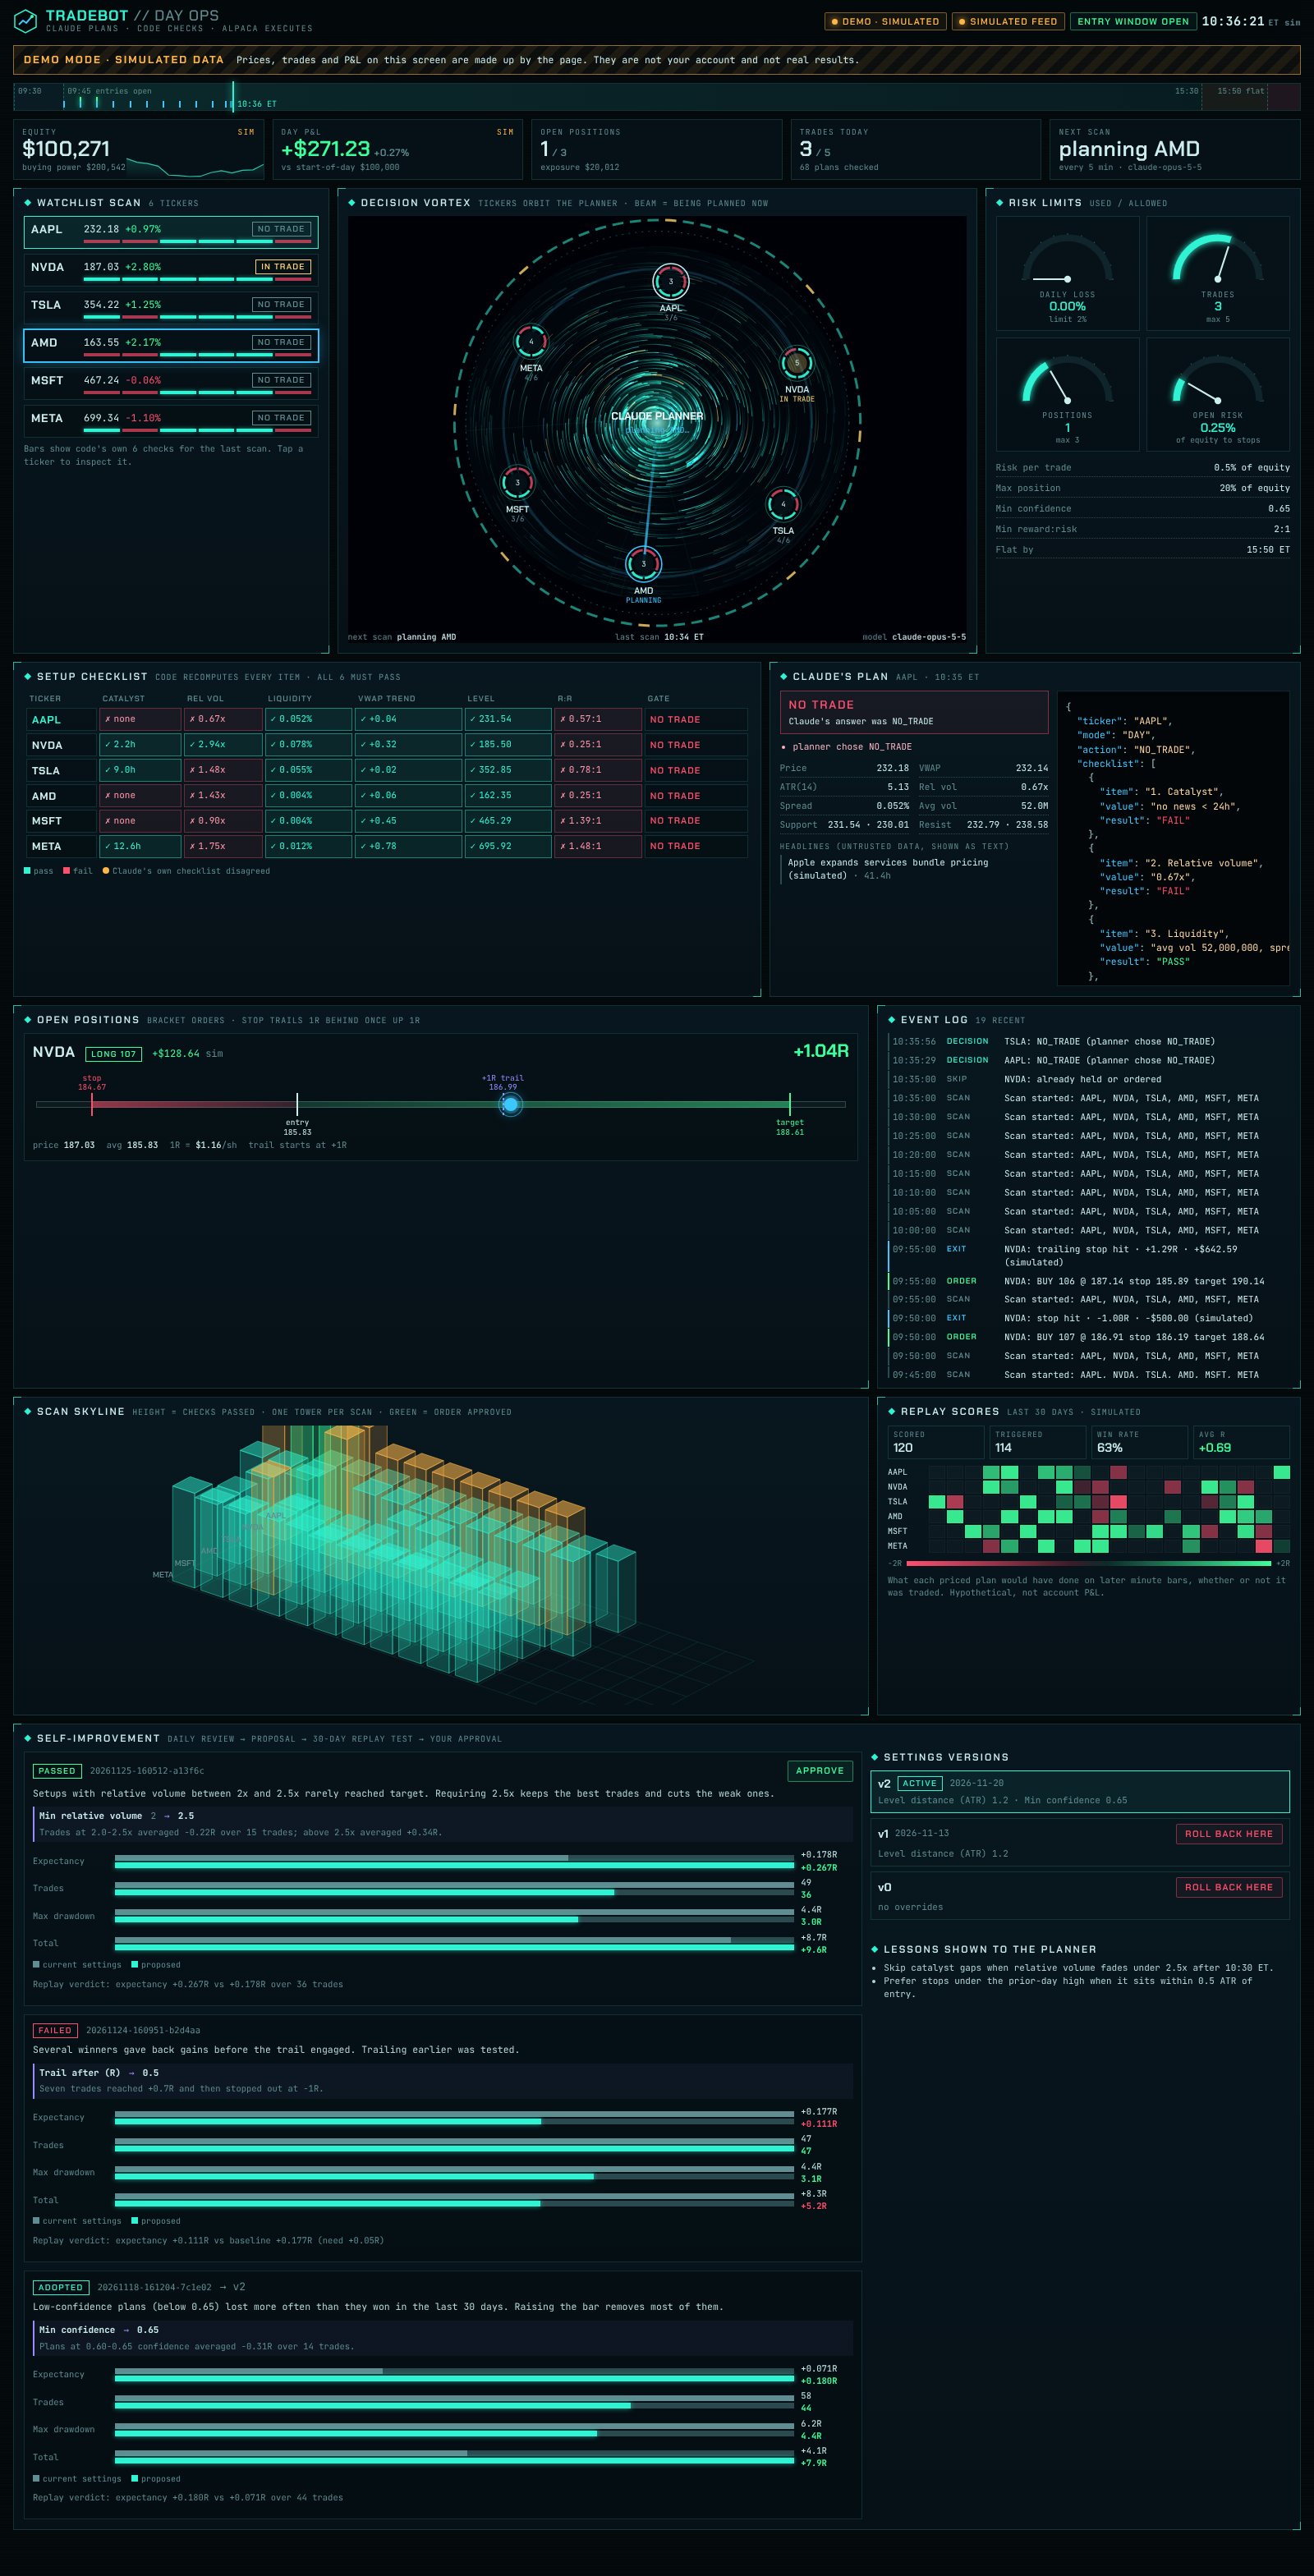 TRADEBOT // DAY OPS
CLAUDE PLANS · CODE CHECKS · ALPACA EXECUTES
DEMO · SIMULATED
SIMULATED FEED
ENTRY WINDOW OPEN
10:36:21 ET sim
DEMO MODE · SIMULATED DATA Prices, trades and P&L on this screen are made up by the page. They are not your account and not real results.
09:30
09:45 entries open
10:36 ET
15:30
15:50 flat
EQUITY SIM
$100,271
buying power $200,542
DAY P&L SIM
+$271.23 +0.27%
vs start-of-day $100,000
OPEN POSITIONS
1 / 3
exposure $20,012
TRADES TODAY
3 / 5
68 plans checked
NEXT SCAN
planning AMD
every 5 min · claude-opus-5-5
WATCHLIST SCAN 6 TICKERS
AAPL 232.18 +0.97% NO TRADE
NVDA 187.03 +2.80% IN TRADE
TSLA 354.22 +1.25% NO TRADE
AMD 163.55 +2.17% NO TRADE
MSFT 467.24 -0.06% NO TRADE
META 699.34 -1.10% NO TRADE
Bars show code's own 6 checks for the last scan. Tap a
ticker to inspect it.
DECISION VORTEX TICKERS ORBIT THE PLANNER · BEAM = BEING PLANNED NOW
3
AAPL
3/6
4
META
4/6
5
NVDA
IN TRADE
CLAUDE PLANNER
3
MSFT
3/6
4
TSLA
4/6
3
AMD
PLANNING
next scan planning AMD
last scan 10:34 ET
model claude-opus-5-5
RISK LIMITS USED / ALLOWED
DAILY LOSS
0.00%
limit 2%
TRADES
3
max 5
POSITIONS
1
max 3
OPEN RISK
0.25%
of equity to stops
Risk per trade 0.5% of equity
Max position 20% of equity
Min confidence 0.65
Min reward:risk 2:1
Flat by 15:50 ET
SETUP CHECKLIST CODE RECOMPUTES EVERY ITEM · ALL 6 MUST PASS
TICKER CATALYST REL VOL LIQUIDITY VWAP TREND LEVEL R:R GATE
AAPL ✗ none ✗ 0.67x ✓ 0.052% ✓ +0.04 ✓ 231.54 ✗ 0.57:1 NO TRADE
NVDA ✓ 2.2h ✓ 2.94x ✓ 0.078% ✓ +0.32 ✓ 185.50 ✗ 0.25:1 NO TRADE
TSLA ✓ 9.0h ✗ 1.48x ✓ 0.055% ✓ +0.02 ✓ 352.85 ✗ 0.78:1 NO TRADE
AMD ✗ none ✗ 1.43x ✓ 0.004% ✓ +0.06 ✓ 162.35 ✗ 0.25:1 NO TRADE
MSFT ✗ none ✗ 0.90x ✓ 0.004% ✓ +0.45 ✓ 465.29 ✗ 1.39:1 NO TRADE
META ✓ 12.6h ✗ 1.75x ✓ 0.012% ✓ +0.78 ✓ 695.92 ✗ 1.48:1 NO TRADE
pass fail Claude's own checklist disagreed
CLAUDE'S PLAN AAPL · 10:35 ET
NO TRADE
Claude's answer was NO_TRADE
• planner chose NO_TRADE
Price 232.18 VWAP 232.14
ATR(14) 5.13 Rel vol 0.67x
Spread 0.052% Avg vol 52.0M
Support 231.54 · 230.01 Resist 232.79 · 238.58
HEADLINES (UNTRUSTED DATA, SHOWN AS TEXT)
Apple expands services bundle pricing
(simulated) · 41.4h
{
"ticker": "AAPL",
"mode": "DAY",
"action": "NO_TRADE",
"checklist": [
{
"item": "1. Catalyst",
"value": "no news < 24h",
"result": "FAIL"
},
{
"item": "2. Relative volume",
"value": "0.67x",
"result": "FAIL"
},
{
"item": "3. Liquidity",
"value": "avg vol 52,000,000, spre
"result": "PASS"
},
OPEN POSITIONS BRACKET ORDERS · STOP TRAILS 1R BEHIND ONCE UP 1R
NVDA LONG 107 +$128.64 sim +1.04R
stop
184.67
+1R trail
186.99
entry
185.83
target
188.61
price 187.03 avg 185.83 1R = $1.16/sh trail starts at +1R
EVENT LOG 19 RECENT
10:35:56 DECISION TSLA: NO_TRADE (planner chose NO_TRADE)
10:35:29 DECISION AAPL: NO_TRADE (planner chose NO_TRADE)
10:35:00 SKIP NVDA: already held or ordered
10:35:00 SCAN Scan started: AAPL, NVDA, TSLA, AMD, MSFT, META
10:30:00 SCAN Scan started: AAPL, NVDA, TSLA, AMD, MSFT, META
10:25:00 SCAN Scan started: AAPL, NVDA, TSLA, AMD, MSFT, META
10:20:00 SCAN Scan started: AAPL, NVDA, TSLA, AMD, MSFT, META
10:15:00 SCAN Scan started: AAPL, NVDA, TSLA, AMD, MSFT, META
10:10:00 SCAN Scan started: AAPL, NVDA, TSLA, AMD, MSFT, META
10:05:00 SCAN Scan started: AAPL, NVDA, TSLA, AMD, MSFT, META
10:00:00 SCAN Scan started: AAPL, NVDA, TSLA, AMD, MSFT, META
09:55:00 EXIT NVDA: trailing stop hit · +1.29R · +$642.59
(simulated)
09:55:00 ORDER NVDA: BUY 106 @ 187.14 stop 185.89 target 190.14
09:55:00 SCAN Scan started: AAPL, NVDA, TSLA, AMD, MSFT, META
09:50:00 EXIT NVDA: stop hit · -1.00R · -$500.00 (simulated)
09:50:00 ORDER NVDA: BUY 107 @ 186.91 stop 186.19 target 188.64
09:50:00 SCAN Scan started: AAPL, NVDA, TSLA, AMD, MSFT, META
09:45:00 SCAN Scan started: AAPL, NVDA, TSLA, AMD, MSFT, META
SCAN SKYLINE HEIGHT = CHECKS PASSED · ONE TOWER PER SCAN · GREEN = ORDER APPROVED
AAPL
AMD
MSFT
META
REPLAY SCORES LAST 30 DAYS · SIMULATED
SCORED
120
TRIGGERED
114
WIN RATE
63%
AVG R
+0.69
AAPL
NVDA
TSLA
AMD
MSFT
META
-2R +2R
What each priced plan would have done on later minute bars, whether or not it
was traded. Hypothetical, not account P&L.
SELF-IMPROVEMENT DAILY REVIEW → PROPOSAL → 30-DAY REPLAY TEST → YOUR APPROVAL
PASSED 20261125-160512-a13f6c APPROVE
Setups with relative volume between 2x and 2.5x rarely reached target. Requiring 2.5x keeps the best trades and cuts the weak ones.
Min relative volume 2 → 2.5
Trades at 2.0-2.5x averaged -0.22R over 15 trades; above 2.5x averaged +0.34R.
Expectancy +0.178R
+0.267R
Trades 49
36
Max drawdown 4.4R
3.0R
Total +8.7R
+9.6R
current settings proposed
Replay verdict: expectancy +0.267R vs +0.178R over 36 trades
FAILED 20261124-160951-b2d4aa
Several winners gave back gains before the trail engaged. Trailing earlier was tested.
Trail after (R) → 0.5
Seven trades reached +0.7R and then stopped out at -1R.
Expectancy +0.177R
+0.111R
Trades 47
47
Max drawdown 4.4R
3.1R
Total +8.3R
+5.2R
current settings proposed
Replay verdict: expectancy +0.111R vs baseline +0.177R (need +0.05R)
ADOPTED 20261118-161204-7c1e02 → v2
Low-confidence plans (below 0.65) lost more often than they won in the last 30 days. Raising the bar removes most of them.
Min confidence → 0.65
Plans at 0.60-0.65 confidence averaged -0.31R over 14 trades.
Expectancy +0.071R
+0.180R
Trades 58
44
Max drawdown 6.2R
4.4R
Total +4.1R
+7.9R
current settings proposed
Replay verdict: expectancy +0.180R vs +0.071R over 44 trades
SETTINGS VERSIONS
v2 ACTIVE 2026-11-20
Level distance (ATR) 1.2 · Min confidence 0.65
v1 2026-11-13 ROLL BACK HERE
Level distance (ATR) 1.2
v0 ROLL BACK HERE
no overrides
LESSONS SHOWN TO THE PLANNER
• Skip catalyst gaps when relative volume fades under 2.5x after 10:30 ET.
• Prefer stops under the prior-day high when it sits within 0.5 ATR of
entry.